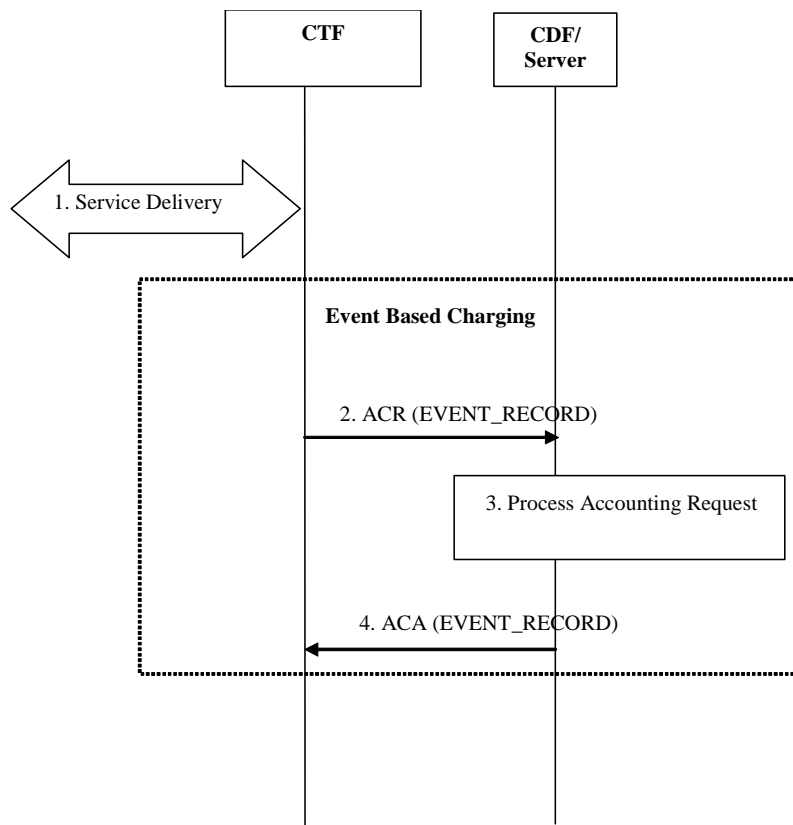 CTF
CDF/
Server
1. Service Delivery
Event Based Charging
2. ACR (EVENT_RECORD)
3. Process Accounting Request
4. ACA (EVENT_RECORD)